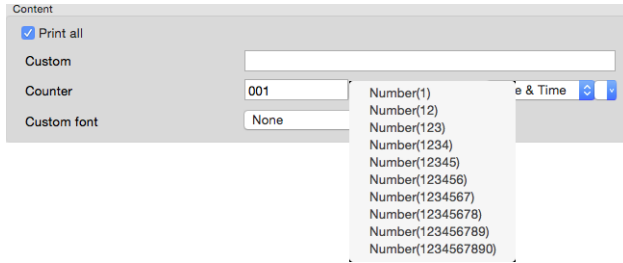 Content
Print all
Custom
Counter 001 e & Time
Custom font None
Number(1)
Number(12)
Number(123)
Number(1234)
Number(12345)
Number(123456)
Number(1234567)
Number(12345678)
Number(123456789)
Number(1234567890)